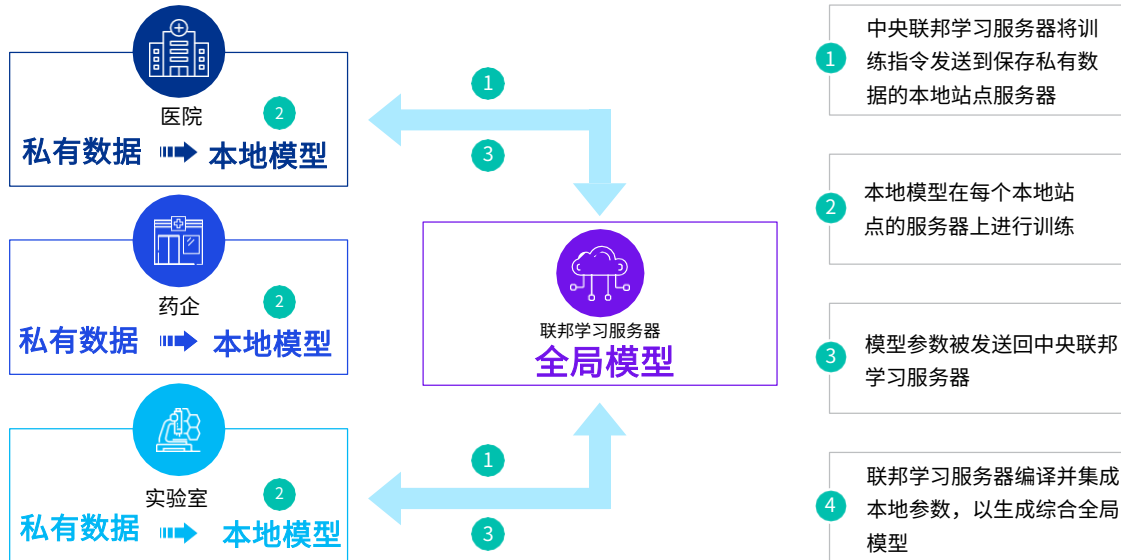 医院
2
私有数据
本地模型
药企
2
私有数据
本地模型
实验室
2
私有数据
本地模型
1
3
联邦学习服务器
全局模型
1
3
1
中央联邦学习服务器将训
练指令发送到保存私有数
据的本地站点服务器
2
本地模型在每个本地站
点的服务器上进行训练
3
模型参数被发送回中央联邦
学习服务器
4
联邦学习服务器编译并集成
本地参数，以生成综合全局
模型